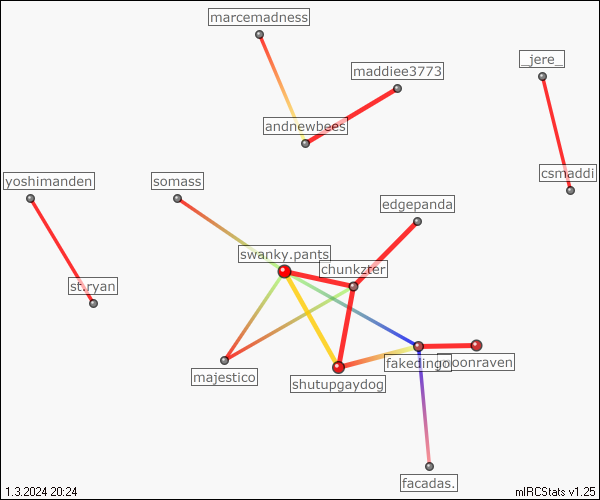 marcemadness
_jere_
maddiee3773
andnewbees
csmaddi
yoshimanden
somass
edgepanda
swanky.pants
chunkzter
st.ryan
fakedingo
majestico
shutupgaydog
facadas.
1.3.2024 20:24
mIRCStats v1.25